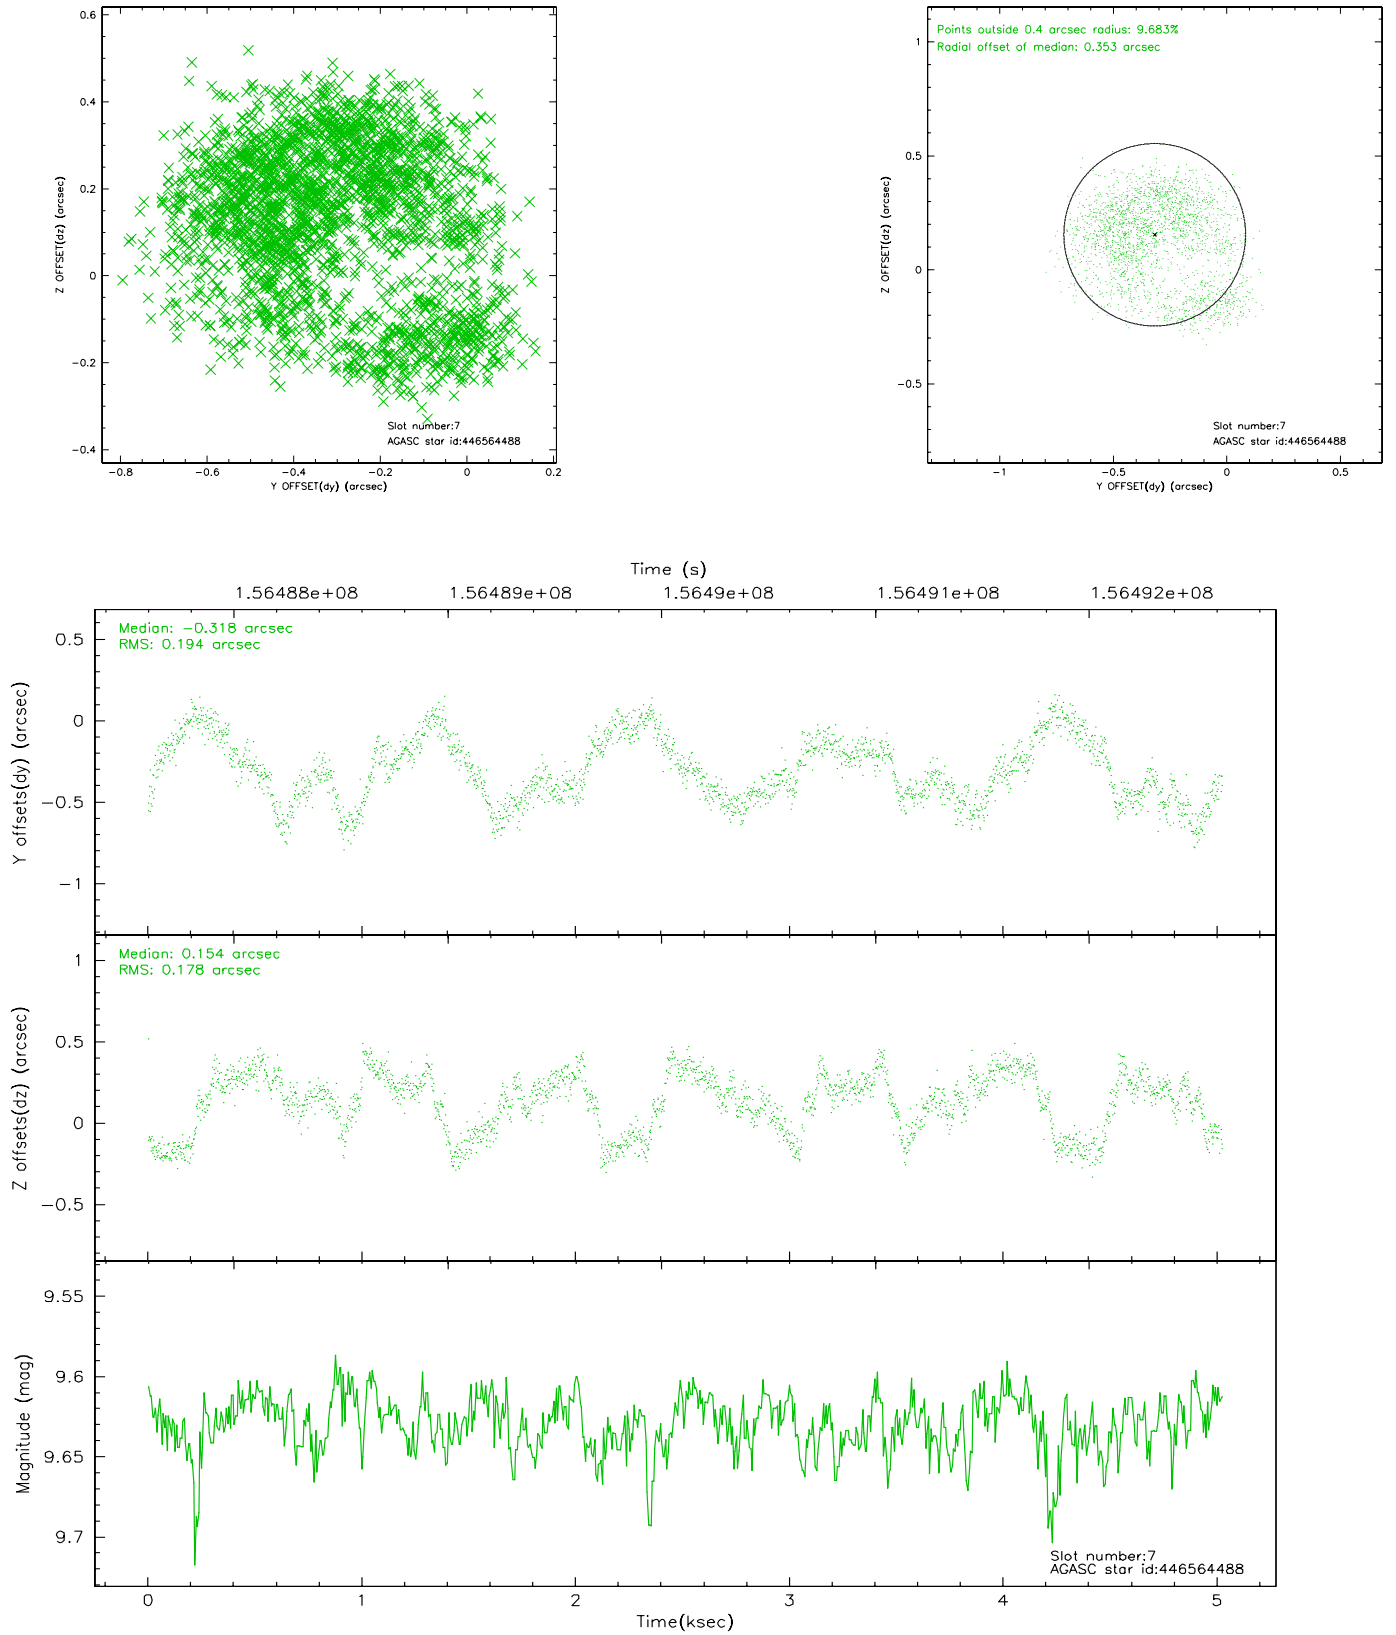 0.6
0.4
0.2
0
−0.2
−0.4
Z OFFSET(dz) (arcsec)
−0.8 −0.6 −0.4 −0.2 0 0.2
Y OFFSET(dy) (arcsec)
Slot number:7
AGASC star id:446564488
Points outside 0.4 arcsec radius: 9.683%
Radial offset of median: 0.353 arcsec
1
0.5
0
−0.5
Z OFFSET(dz) (arcsec)
−1 −0.5 0 0.5
Y OFFSET(dy) (arcsec)
Slot number:7
AGASC star id:446564488
Time (s)
1.56488e+08 1.56489e+08 1.5649e+08 1.56491e+08 1.56492e+08
Median: −0.318 arcsec
RMS: 0.194 arcsec
0.5
0
−0.5
−1
Y offsets(dy) (arcsec)
Median: 0.154 arcsec
RMS: 0.178 arcsec
1
0.5
0
−0.5
Z offsets(dz) (arcsec)
9.55
9.6
9.65
9.7
Magnitude (mag)
Slot number:7
AGASC star id:446564488
0 1 2 3 4 5
Time(ksec)